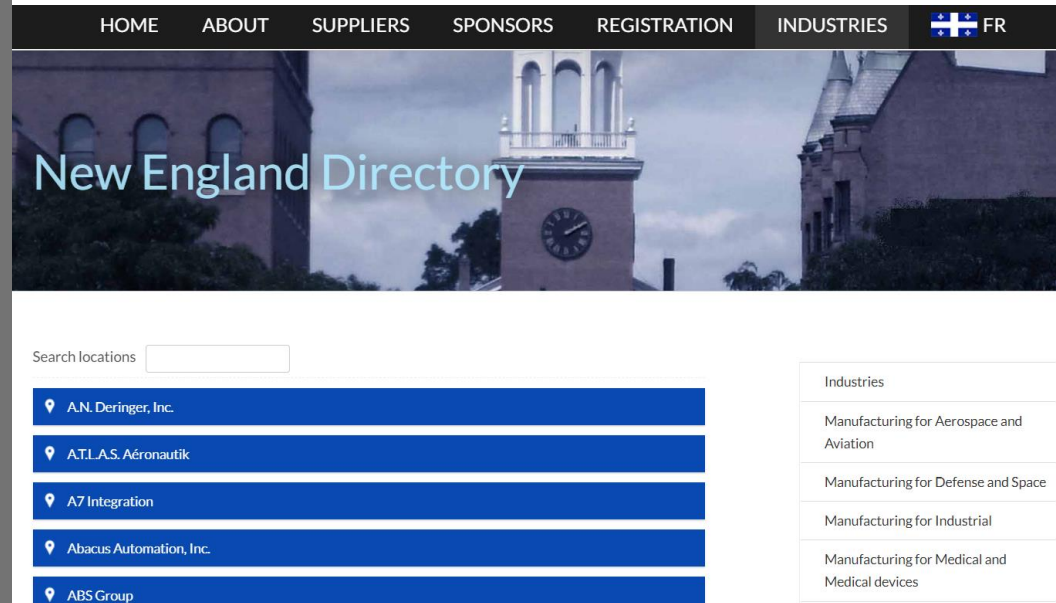 HOME ABOUT SUPPLIERS SPONSORS REGISTRATION INDUSTRIES FR
New England Directory
Search locations
A.N. Deringer, Inc.
A.T.L.A.S. Aéronautik
A7 Integration
Abacus Automation, Inc.
ABS Group
Industries
Manufacturing for Aerospace and
Aviation
Manufacturing for Defense and Space
Manufacturing for Industrial
Manufacturing for Medical and
Medical devices